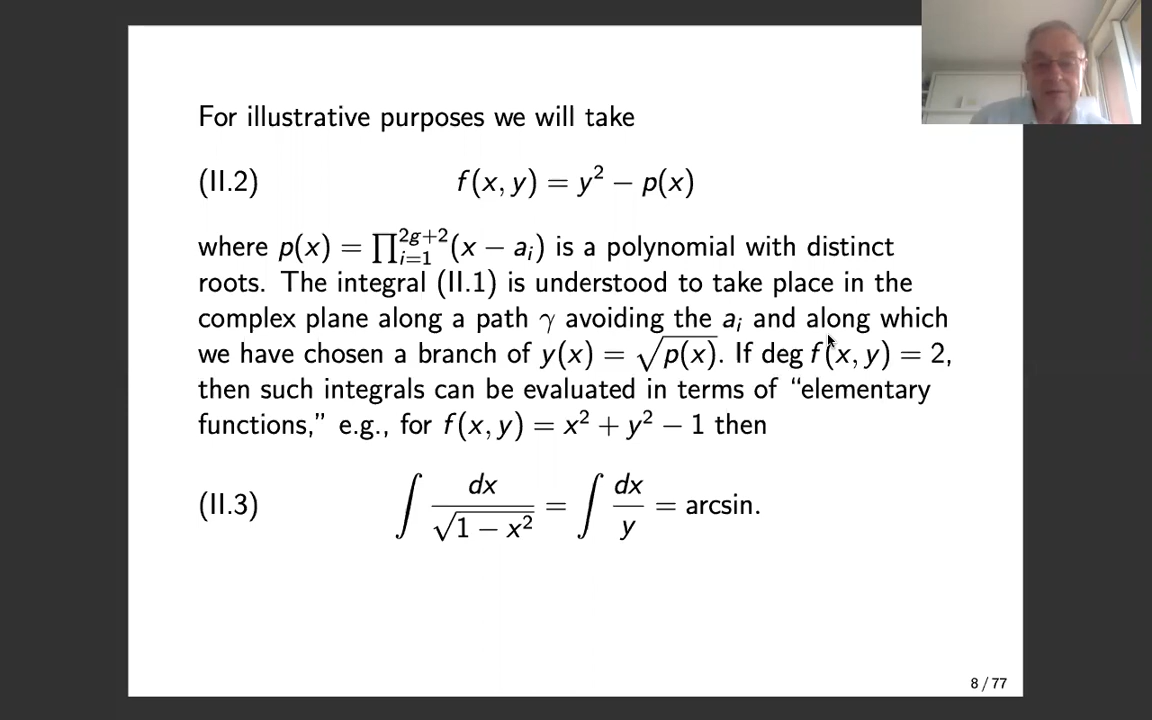 For illustrative purposes we will take
(II.2) f(x, y) = y² − p(x)
where p(x) = ∏_{i=1}^{2g+2}(x − a_i) is a polynomial with distinct
roots. The integral (II.1) is understood to take place in the
complex plane along a path γ avoiding the a_i and along which
we have chosen a branch of y(x) = √p(x). If deg f(x, y) = 2,
then such integrals can be evaluated in terms of “elementary
functions,” e.g., for f(x, y) = x² + y² − 1 then
(II.3) ∫ dx/√(1 − x²) = ∫ dx/y = arcsin.
8 / 77